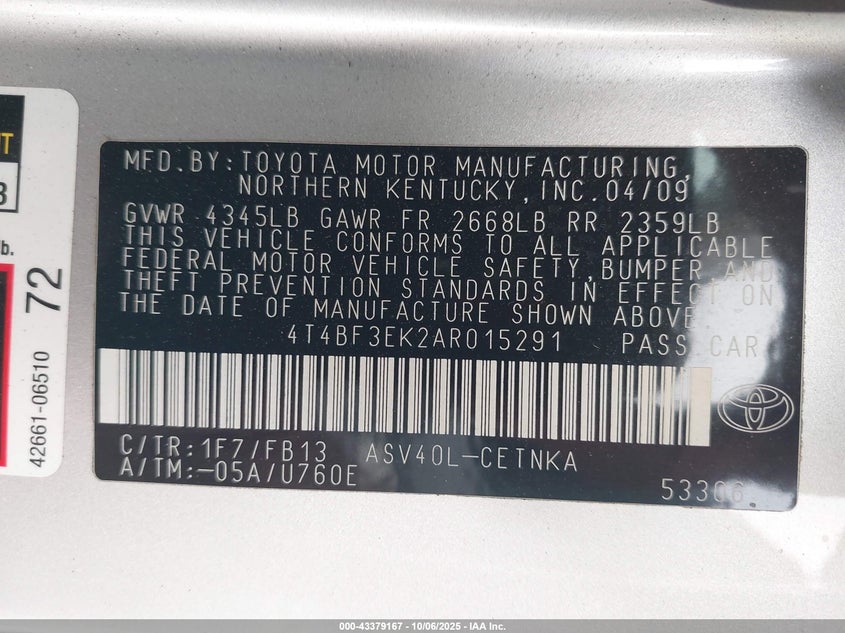 MFD.BY:TOYOTA MOTOR MANUFACTURING,
NORTHERN KENTUCKY,INC.04/09
GVWR 4345LB GAWR FR 2668LB RR 2359LB
THIS VEHICLE CONFORMS TO ALL APPLICABLE
FEDERAL MOTOR VEHICLE SAFETY,BUMPER AND
THEFT PREVENTION STANDARDS IN EFFECT ON
THE DATE OF MANUFACTURE SHOWN ABOVE.
4T4BF3EK2AR015291 PASS.CAR
C/TR:1F7/FB13 ASV40L-CETNKA
A/TM:-05A/U760E
53306
42661-06510 72
b.
000-43379167 - 10/06/2025 - IAA Inc.